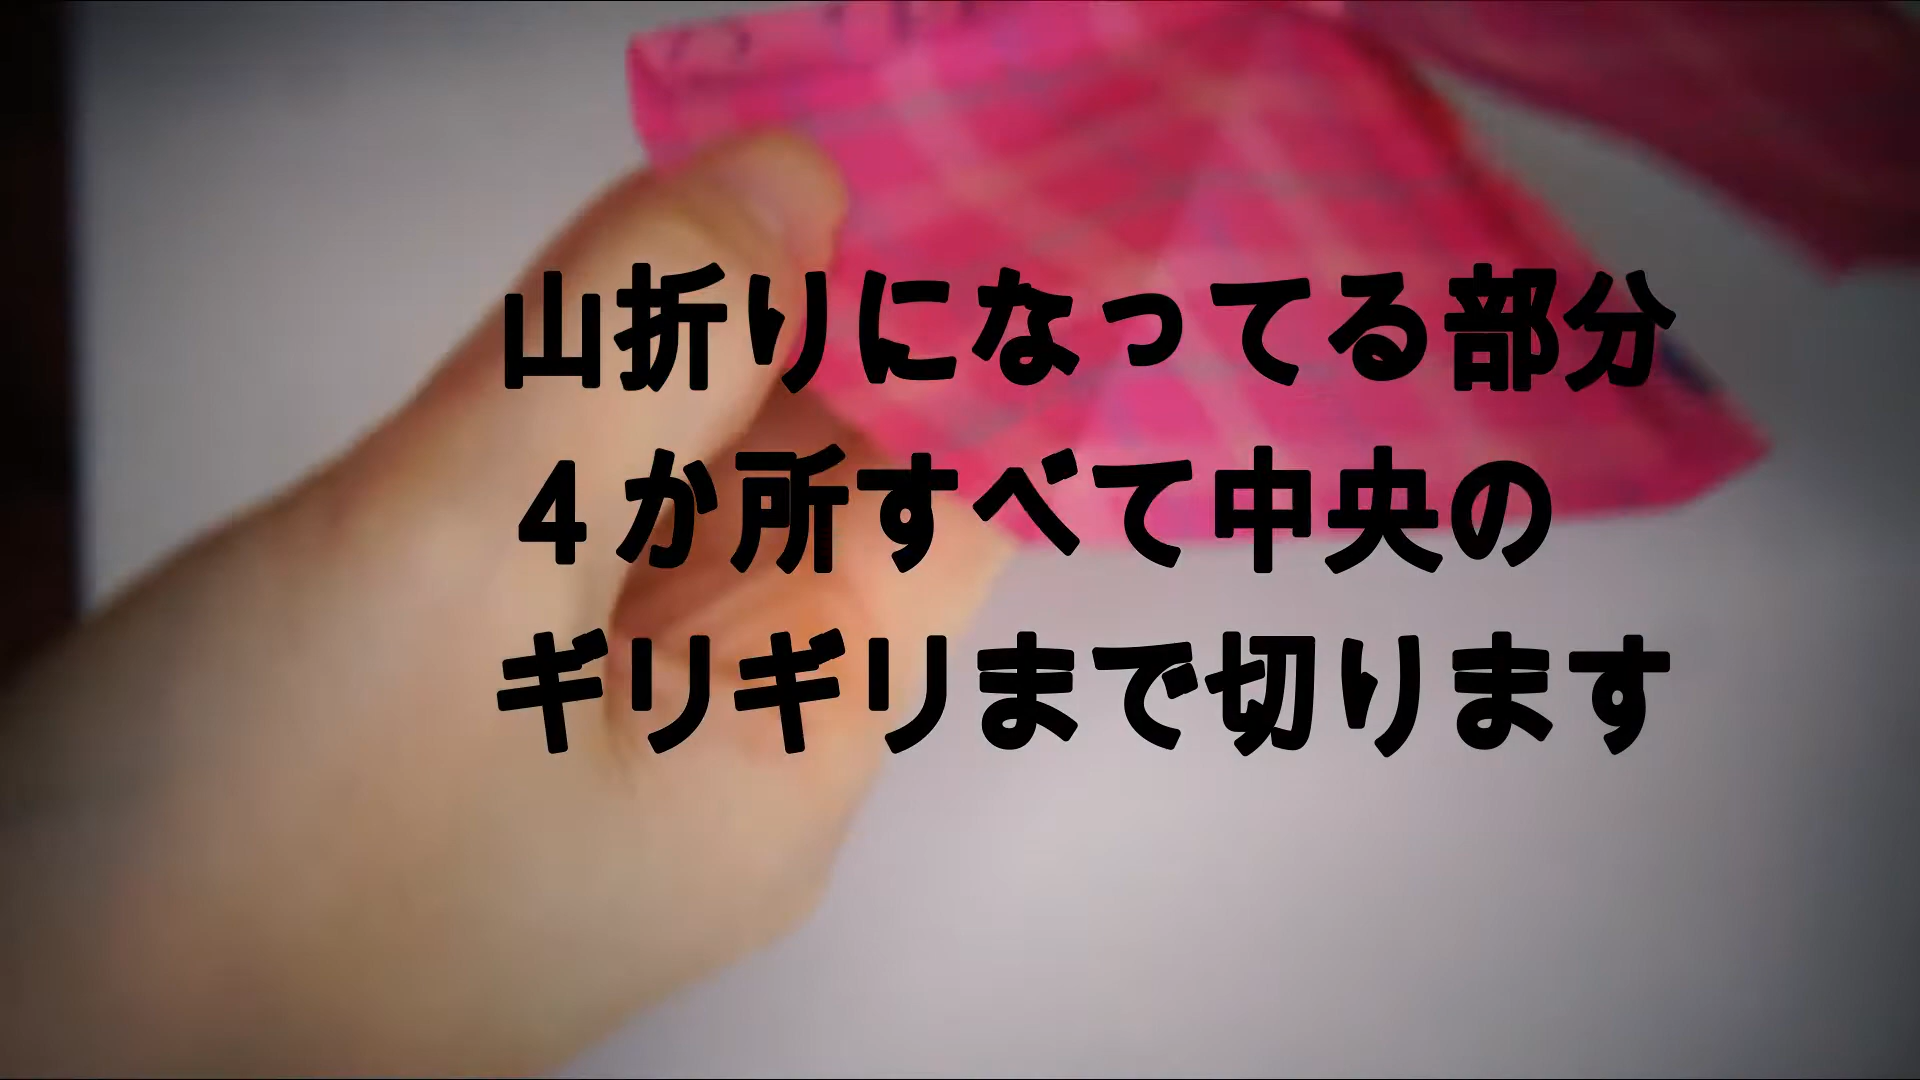 山折りになってる部分
４か所すべて中央の
ギリギリまで切ります